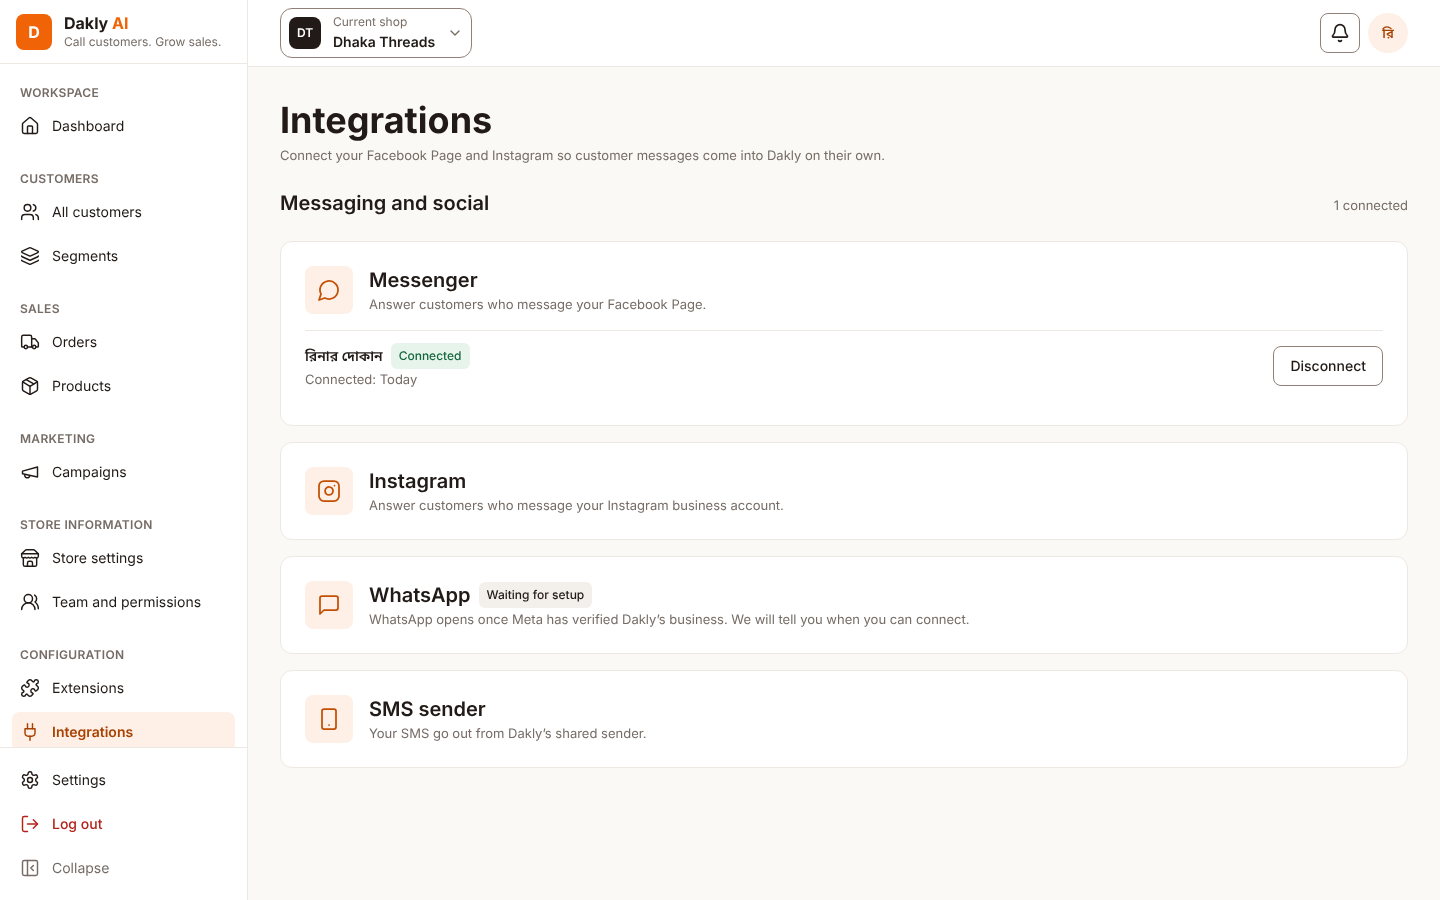 D
Dakly AI
Call customers. Grow sales.
WORKSPACE
Dashboard
CUSTOMERS
All customers
Segments
SALES
Orders
Products
MARKETING
Campaigns
STORE INFORMATION
Store settings
Team and permissions
CONFIGURATION
Extensions
Integrations
Settings
Log out
Collapse
DT
Current shop
Dhaka Threads
রি
Integrations
Connect your Facebook Page and Instagram so customer messages come into Dakly on their own.
Messaging and social
1 connected
Messenger
Answer customers who message your Facebook Page.
রিনার দোকান Connected
Connected: Today
Disconnect
Instagram
Answer customers who message your Instagram business account.
WhatsApp Waiting for setup
WhatsApp opens once Meta has verified Dakly’s business. We will tell you when you can connect.
SMS sender
Your SMS go out from Dakly’s shared sender.